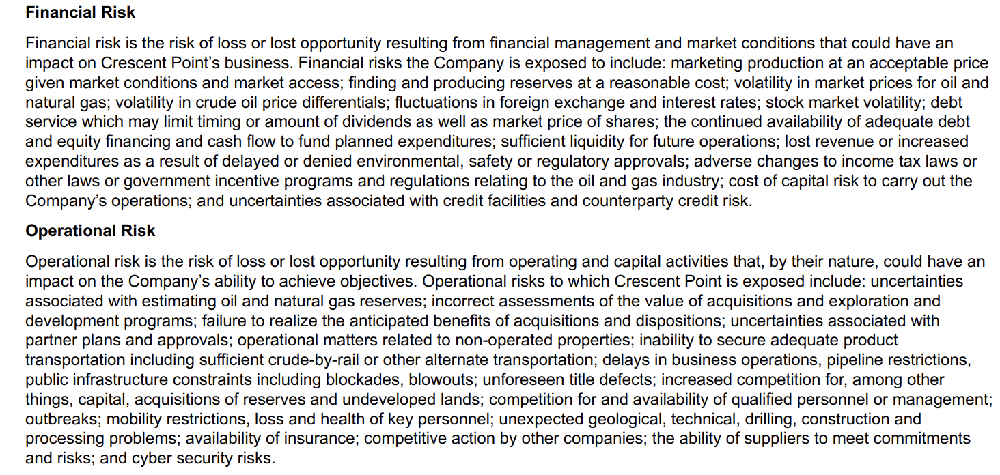 Financial Risk
Financial risk is the risk of loss or lost opportunity resulting from financial management and market conditions that could have an
impact on Crescent Point’s business. Financial risks the Company is exposed to include: marketing production at an acceptable price
given market conditions and market access; finding and producing reserves at a reasonable cost; volatility in market prices for oil and
natural gas; volatility in crude oil price differentials; fluctuations in foreign exchange and interest rates; stock market volatility; debt
service which may limit timing or amount of dividends as well as market price of shares; the continued availability of adequate debt
and equity financing and cash flow to fund planned expenditures; sufficient liquidity for future operations; lost revenue or increased
expenditures as a result of delayed or denied environmental, safety or regulatory approvals; adverse changes to income tax laws or
other laws or government incentive programs and regulations relating to the oil and gas industry; cost of capital risk to carry out the
Company’s operations; and uncertainties associated with credit facilities and counterparty credit risk.
Operational Risk
Operational risk is the risk of loss or lost opportunity resulting from operating and capital activities that, by their nature, could have an
impact on the Company’s ability to achieve objectives. Operational risks to which Crescent Point is exposed include: uncertainties
associated with estimating oil and natural gas reserves; incorrect assessments of the value of acquisitions and exploration and
development programs; failure to realize the anticipated benefits of acquisitions and dispositions; uncertainties associated with
partner plans and approvals; operational matters related to non-operated properties; inability to secure adequate product
transportation including sufficient crude-by-rail or other alternate transportation; delays in business operations, pipeline restrictions,
public infrastructure constraints including blockades, blowouts; unforeseen title defects; increased competition for, among other
things, capital, acquisitions of reserves and undeveloped lands; competition for and availability of qualified personnel or management;
outbreaks; mobility restrictions, loss and health of key personnel; unexpected geological, technical, drilling, construction and
processing problems; availability of insurance; competitive action by other companies; the ability of suppliers to meet commitments
and risks; and cyber security risks.